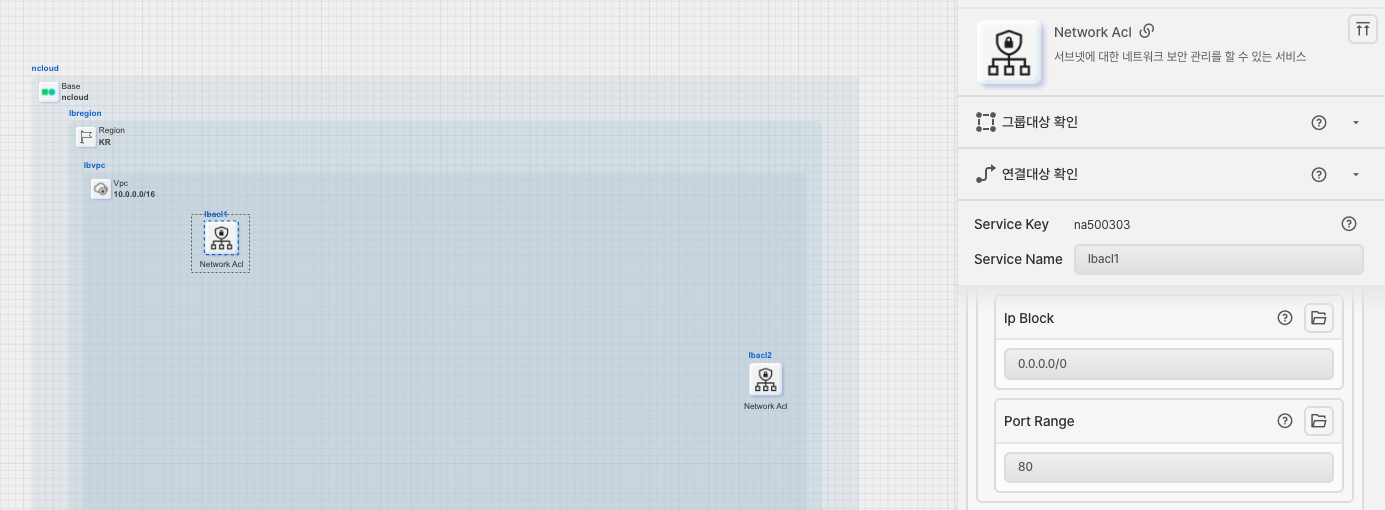 ncloud
Base
ncloud
lbregion
Region
KR
lbvpc
Vpc
10.0.0.0/16
lbacl1
Network Acl
lbacl2
Network Acl
Network Acl
서브넷에 대한 네트워크 보안 관리를 할 수 있는 서비스
그룹대상 확인
연결대상 확인
Service Key na500303
Service Name lbacl1
Ip Block
0.0.0.0/0
Port Range
80